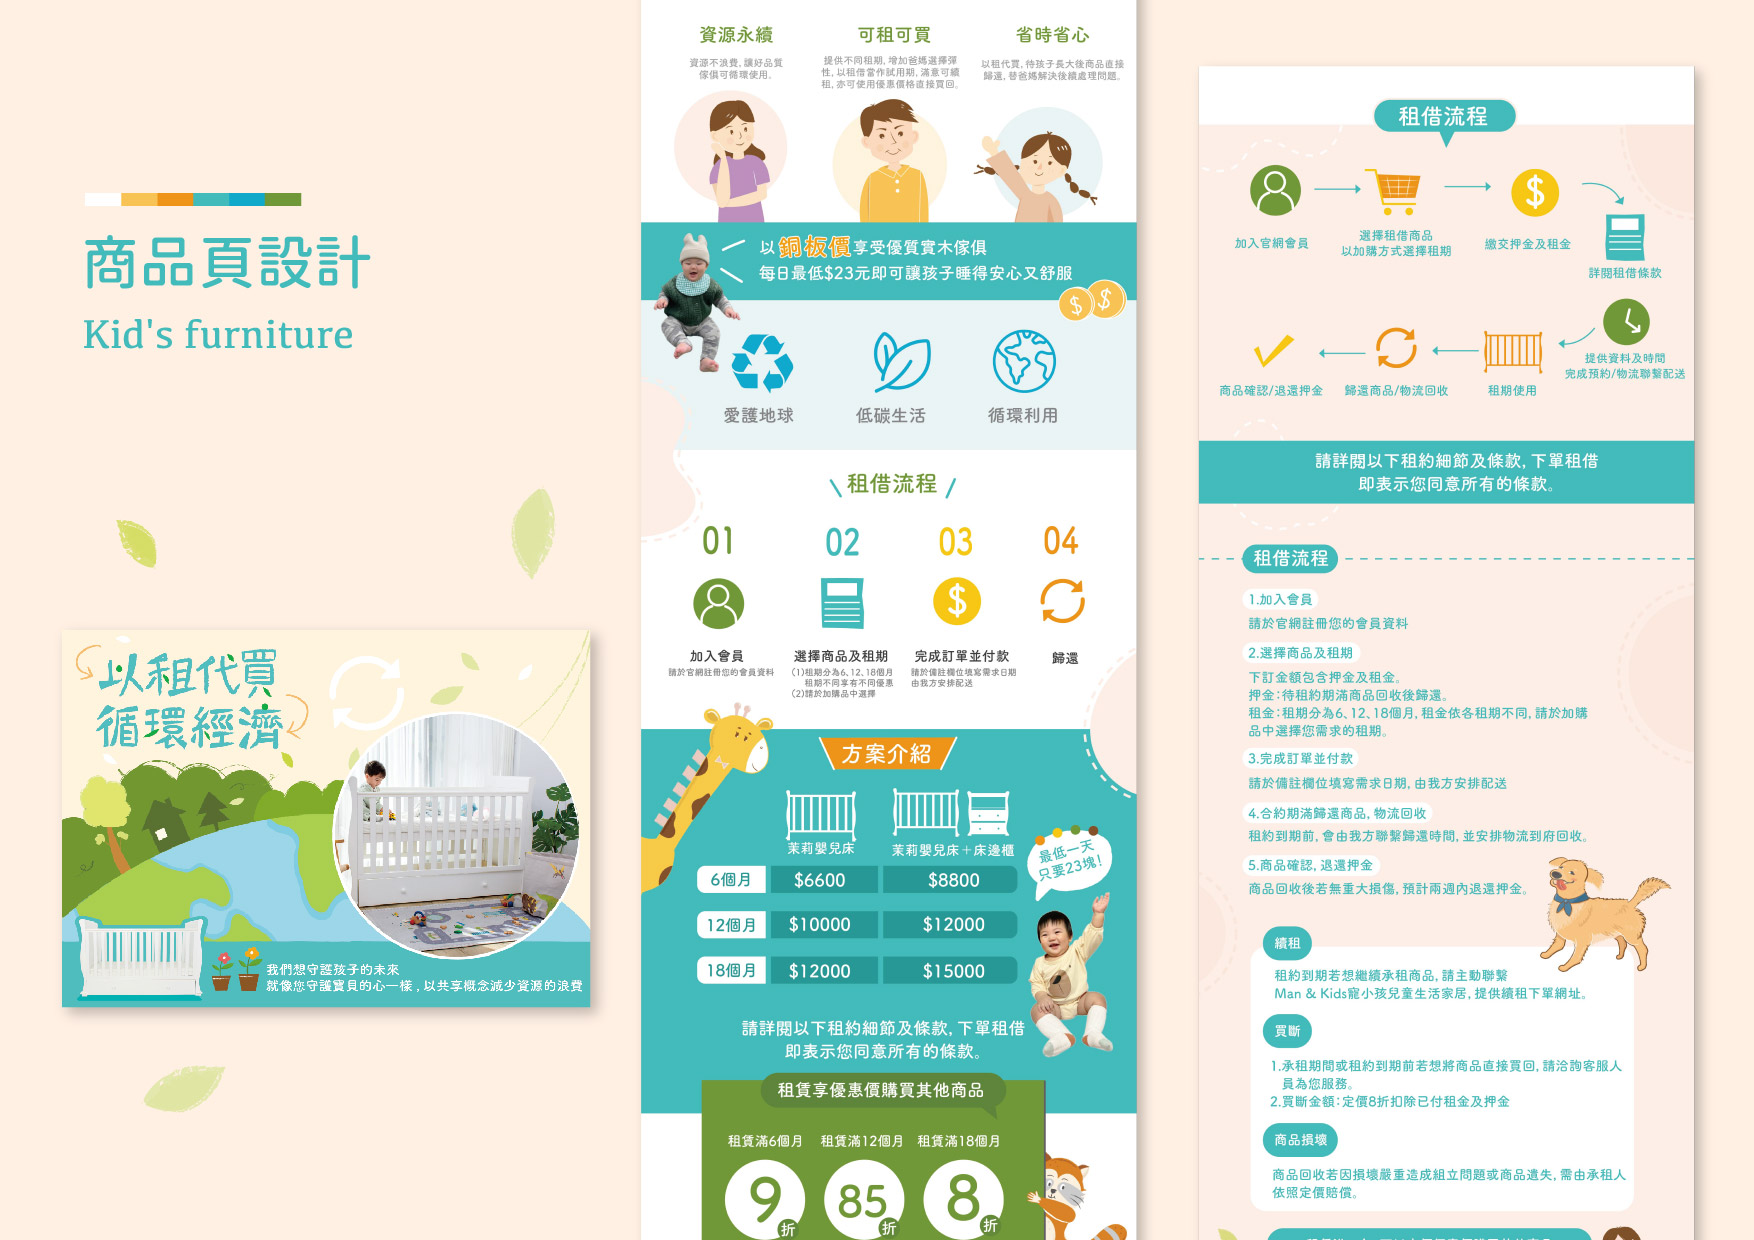 商品頁設計
Kid's furniture
以租代買
循環經濟
我們想守護孩子的未來
就像您守護寶貝的心一樣,以共享概念減少資源的浪費
資源永續
資源不浪費,讓好品質
傢俱可循環使用。
可租可買
提供不同租期,增加爸媽選擇彈
性,以租借當作試用期,滿意可續
租,亦可使用優惠價格直接買回。
省時省心
以租代買,待孩子長大後商品直接
歸還,替爸媽解決後續處理問題。
以銅板價享受優質實木傢俱
每日最低$23元即可讓孩子睡得安心又舒服
$ $
愛護地球 低碳生活 循環利用
租借流程
01 02 03 04
$
加入會員
請於官網註冊您的會員資料
選擇商品及租期
(1)租期分為6、12、18個月
租期不同享有不同優惠
(2)請於加購品中選擇
完成訂單並付款
請於備註欄位填寫需求日期
由我方安排配送
歸還
方案介紹
茉莉嬰兒床 茉莉嬰兒床+床邊櫃
最低一天
只要23塊!
6個月 $6600 $8800
12個月 $10000 $12000
18個月 $12000 $15000
請詳閱以下租約細節及條款,下單租借
即表示您同意所有的條款。
租賃享優惠價購買其他商品
租賃滿6個月 租賃滿12個月 租賃滿18個月
9折 85折 8折
租借流程
$
加入官網會員
選擇租借商品
以加購方式選擇租期
繳交押金及租金
詳閱租借條款
提供資料及時間
完成預約/物流聯繫配送
商品確認/退還押金 歸還商品/物流回收 租期使用
請詳閱以下租約細節及條款,下單租借
即表示您同意所有的條款。
租借流程
1.加入會員
請於官網註冊您的會員資料
2.選擇商品及租期
下訂金額包含押金及租金。
押金:待租約期滿商品回收後歸還。
租金:租期分為6、12、18個月,租金依各租期不同,請於加購
品中選擇您需求的租期。
3.完成訂單並付款
請於備註欄位填寫需求日期,由我方安排配送
4.合約期滿歸還商品,物流回收
租約到期前,會由我方聯繫歸還時間,並安排物流到府回收。
5.商品確認,退還押金
商品回收後若無重大損傷,預計兩週內退還押金。
續租
租約到期若想繼續承租商品,請主動聯繫
Man & Kids寵小孩兒童生活家居,提供續租下單網址。
買斷
1.承租期間或租約到期前若想將商品直接買回,請洽詢客服人
員為您服務。
2.買斷金額:定價8折扣除已付租金及押金
商品損壞
商品回收若因損壞嚴重造成組立問題或商品遺失,需由承租人
依照定價賠償。